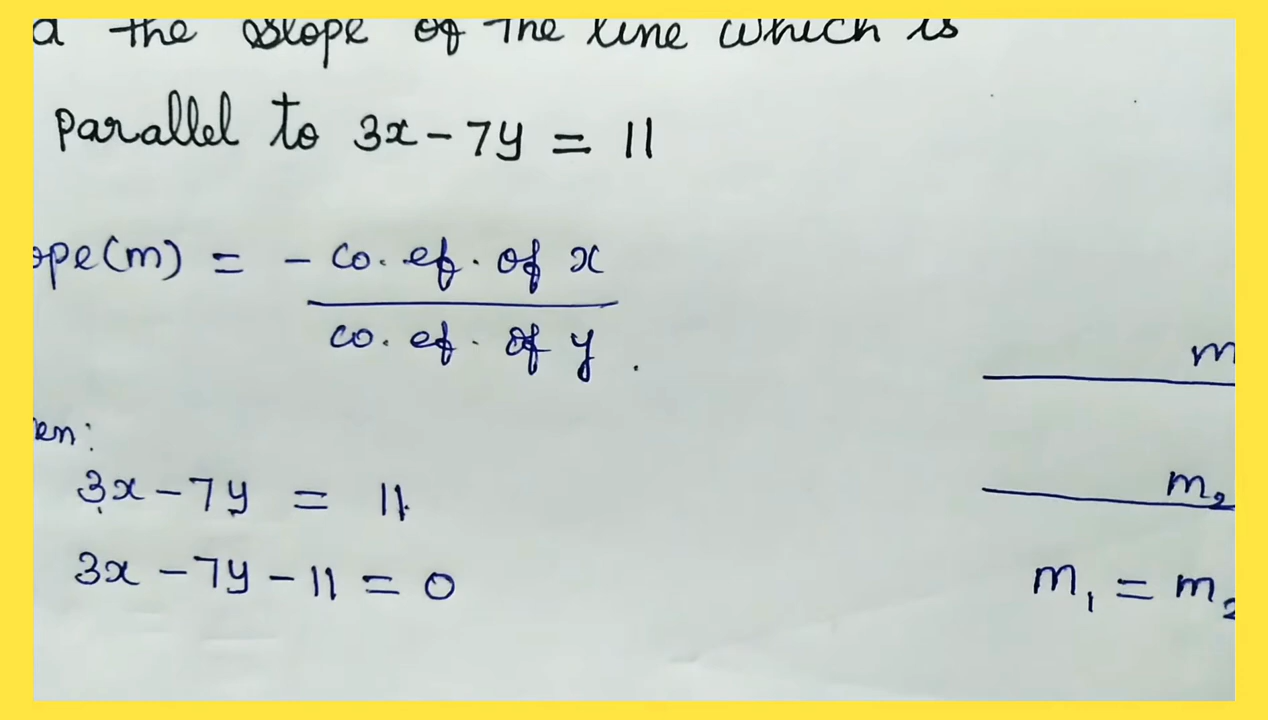 the slope of the line which is
parallel to 3x - 7y = 11
ope(m) = - co. ef. of x
co. ef. of y.
m
en:
3x - 7y = 11
m₂
3x - 7y - 11 = 0
m₁ = m₂